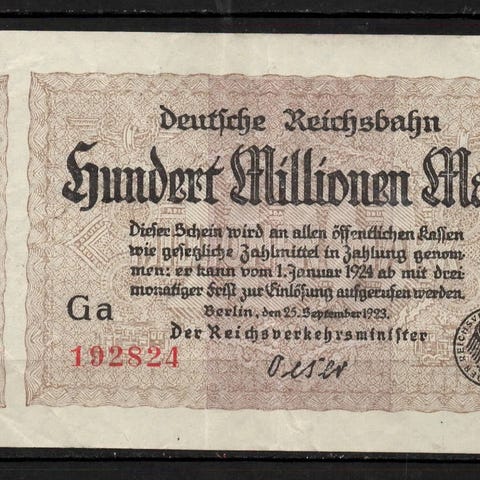 Deutsche Reichsbahn
Hundert Millionen Ma
Dieser Schein wird an allen öffentlichen Kassen
wie gesetzliche Zahlmittel in Zahlung genom-
men: er kann vom 1. Januar 1924 ab mit drei
monatiger Frist zur Einlösung aufgerufen werden.
Berlin, den 25. September 1923.
Ga
Der Reichsverkehrsminister
192824
Oeser